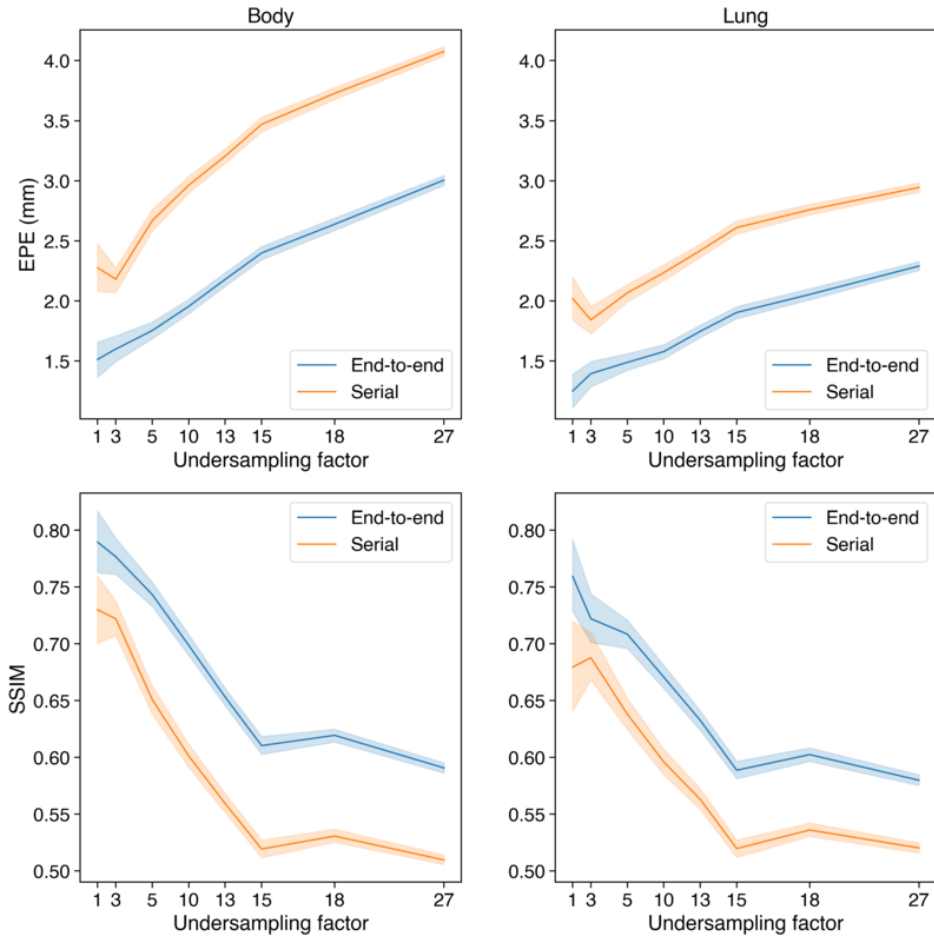 Body
EPE (mm)
4.0
3.5
3.0
2.5
2.0
1.5
End-to-end
Serial
1 3 5 10 13 15 18 27
Undersampling factor
Lung
4.0
3.5
3.0
2.5
2.0
1.5
End-to-end
Serial
1 3 5 10 13 15 18 27
Undersampling factor
SSIM
0.80
0.75
0.70
0.65
0.60
0.55
0.50
End-to-end
Serial
1 3 5 10 13 15 18 27
Undersampling factor
0.80
0.75
0.70
0.65
0.60
0.55
0.50
End-to-end
Serial
1 3 5 10 13 15 18 27
Undersampling factor